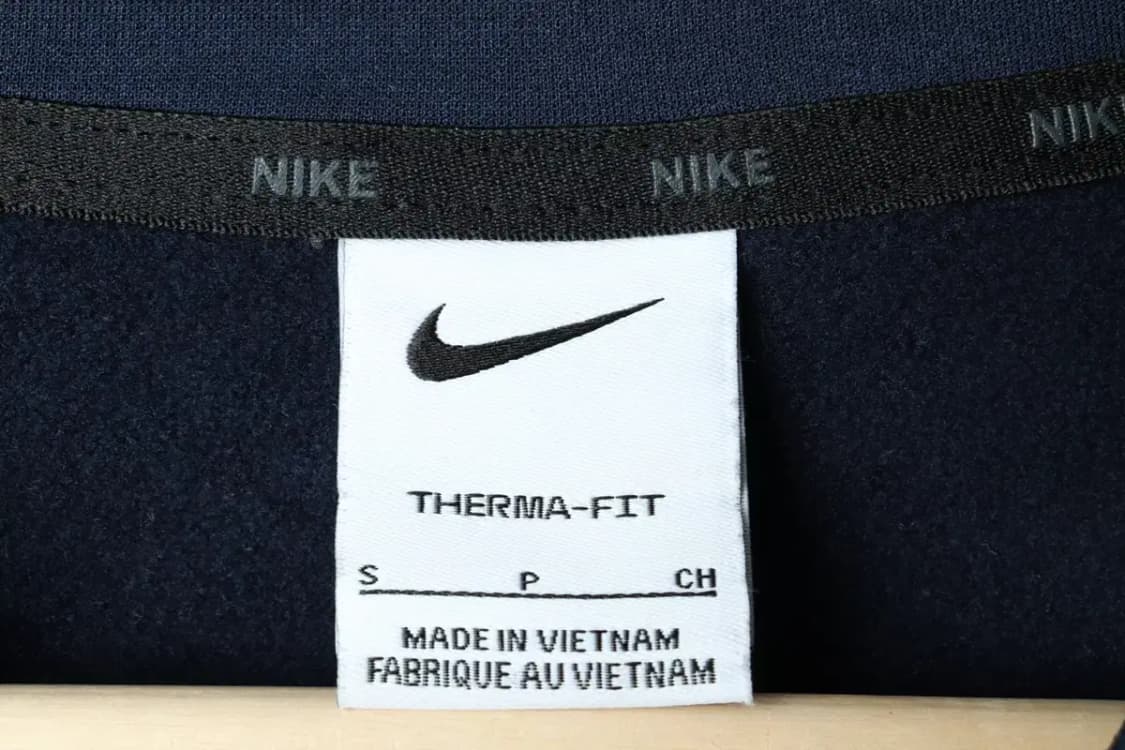 NIKE NIKE NIK
THERMA-FIT
S P CH
MADE IN VIETNAM
FABRIQUE AU VIETNAM